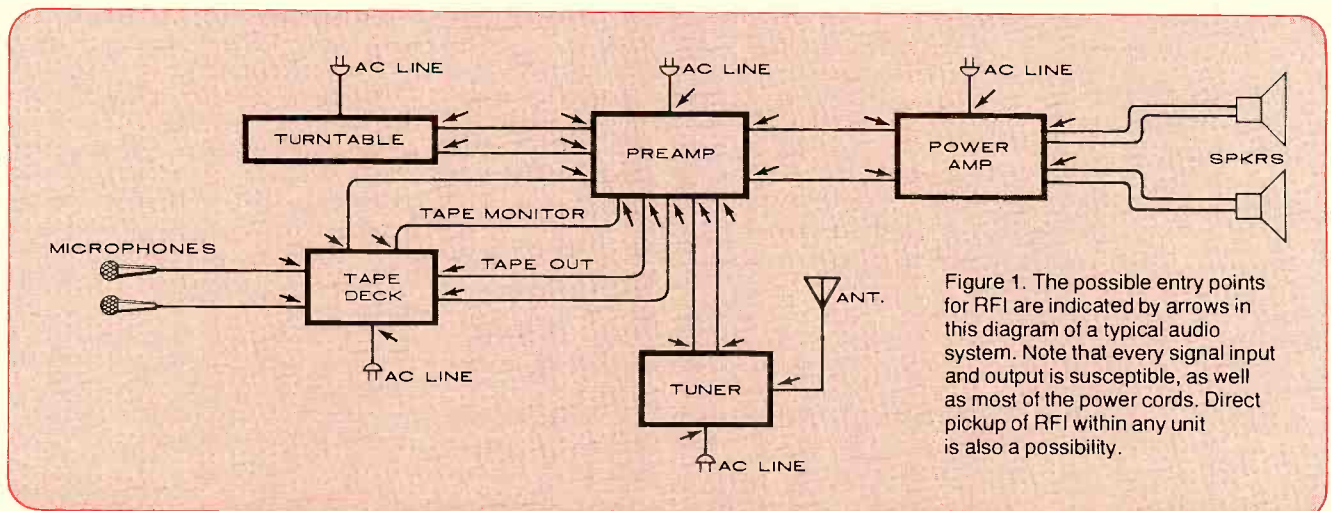 AC LINE
AC LINE
AC LINE
TURNTABLE
PREAMP
POWER
AMP
SPKRS
TAPE MONITOR
MICROPHONES
TAPE OUT
TAPE
DECK
ANT.
AC LINE
TUNER
AC LINE
Figure 1. The possible entry points
for RFI are indicated by arrows in
this diagram of a typical audio
system. Note that every signal input
and output is susceptible, as well
as most of the power cords. Direct
pickup of RFI within any unit
is also a possibility.